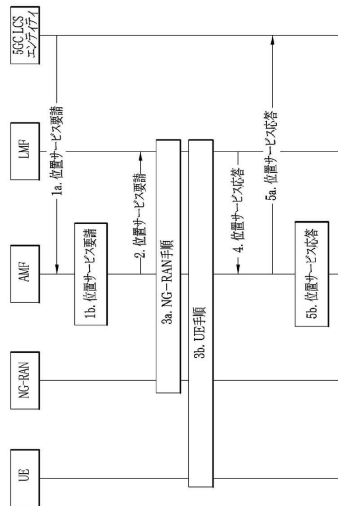 UE
NG-RAN
AMF
LMF
5GC LCS
エンティティ
1a. 位置サービス要請
1b. 位置サービス要請
2. 位置サービス要請
3a. NG-RAN手順
3b. UE手順
4. 位置サービス応答
5a. 位置サービス応答
5b. 位置サービス応答